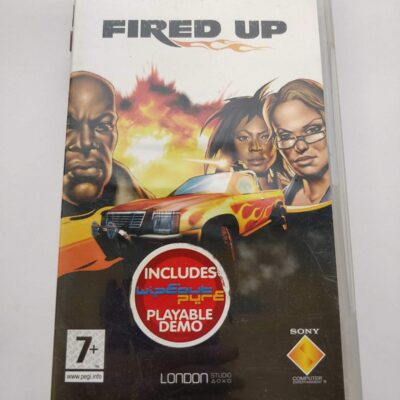 FIRED UP
INCLUDES
wipEout
purE
PLAYABLE
DEMO
7+
www.pegi.info
LONDON STUDIO
SONY
COMPUTER
ENTERTAINMENT